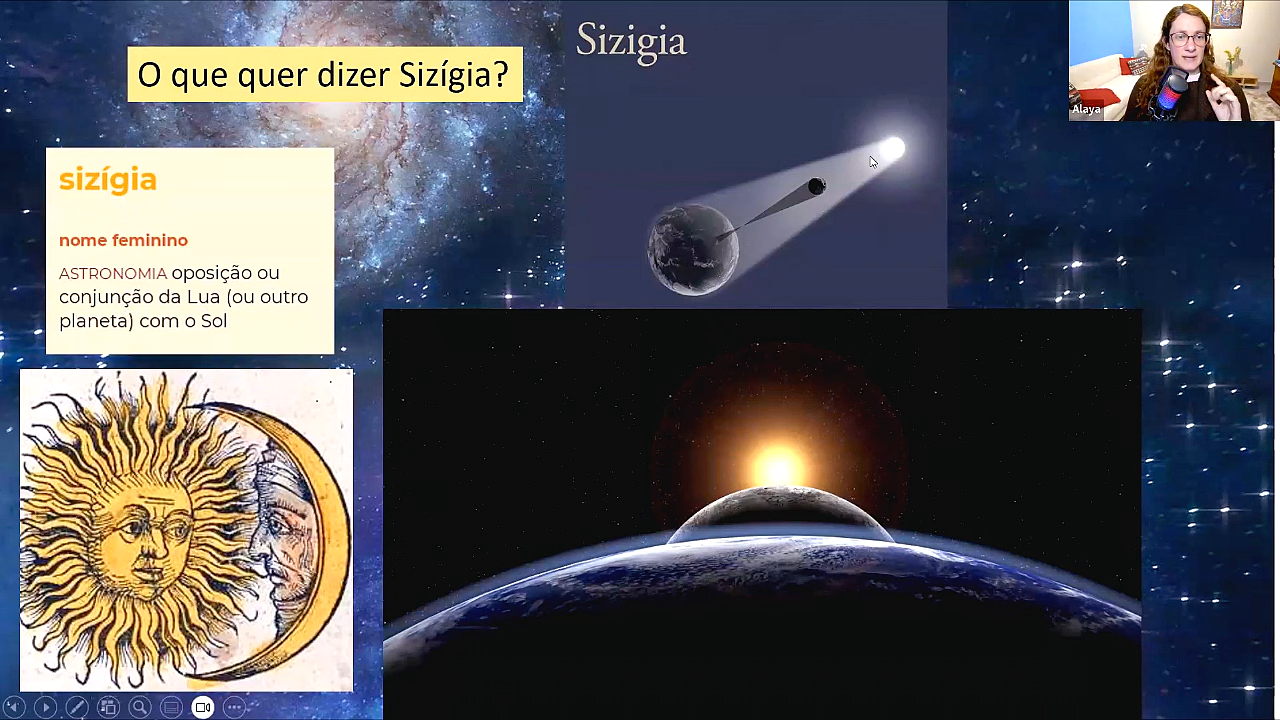 Sizigia
O que quer dizer Sizígia?
Alaya
sizígia
nome feminino
ASTRONOMIA oposição ou
conjunção da Lua (ou outro
planeta) com o Sol